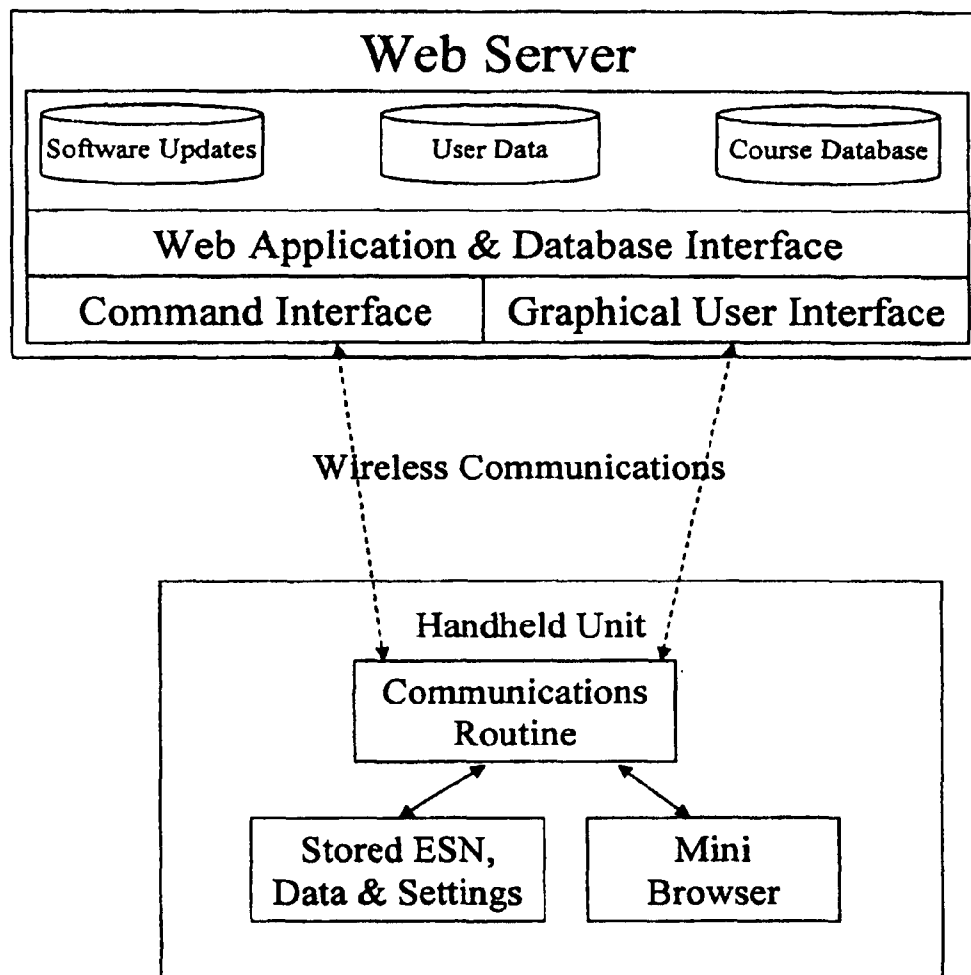 Web Server
Software Updates
User Data
Course Database
Web Application & Database Interface
Command Interface
Graphical User Interface
Wireless Communications
Handheld Unit
Communications
Routine
Stored ESN,
Data & Settings
Mini
Browser